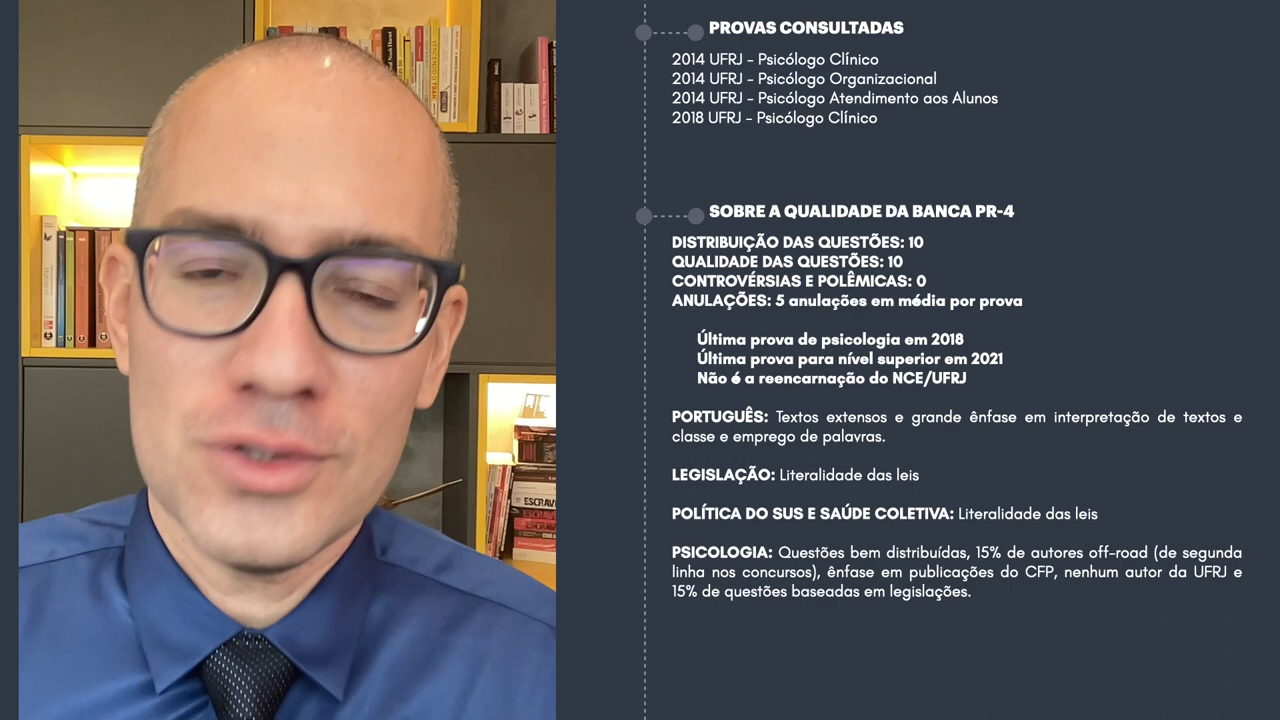 PROVAS CONSULTADAS
2014 UFRJ - Psicólogo Clínico
2014 UFRJ - Psicólogo Organizacional
2014 UFRJ - Psicólogo Atendimento aos Alunos
2018 UFRJ - Psicólogo Clínico
SOBRE A QUALIDADE DA BANCA PR-4
DISTRIBUIÇÃO DAS QUESTÕES: 10
QUALIDADE DAS QUESTÕES: 10
CONTROVÉRSIAS E POLÊMICAS: 0
ANULAÇÕES: 5 anulações em média por prova
Última prova de psicologia em 2018
Última prova para nível superior em 2021
Não é a reencarnação do NCE/UFRJ
PORTUGUÊS: Textos extensos e grande ênfase em interpretação de textos e
classe e emprego de palavras.
LEGISLAÇÃO: Literalidade das leis
POLÍTICA DO SUS E SAÚDE COLETIVA: Literalidade das leis
PSICOLOGIA: Questões bem distribuídas, 15% de autores off-road (de segunda
linha nos concursos), ênfase em publicações do CFP, nenhum autor da UFRJ e
15% de questões baseadas em legislações.
ESCRAV